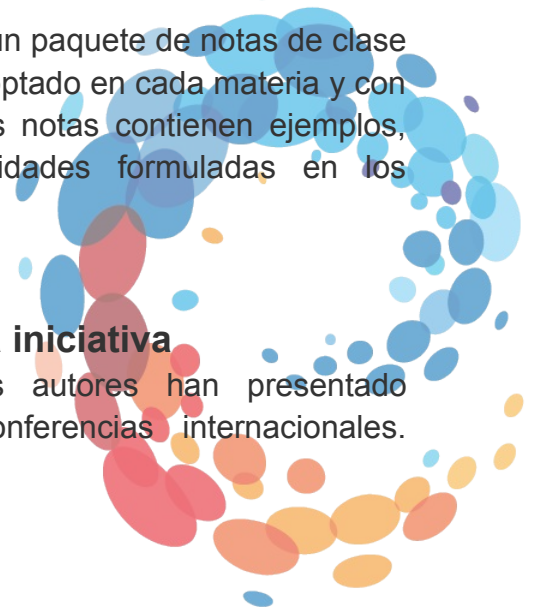 un paquete de notas de clase
ptado en cada materia y con
s notas contienen ejemplos,
idades formuladas en los
iniciativa
s autores han presentado
onferencias internacionales.